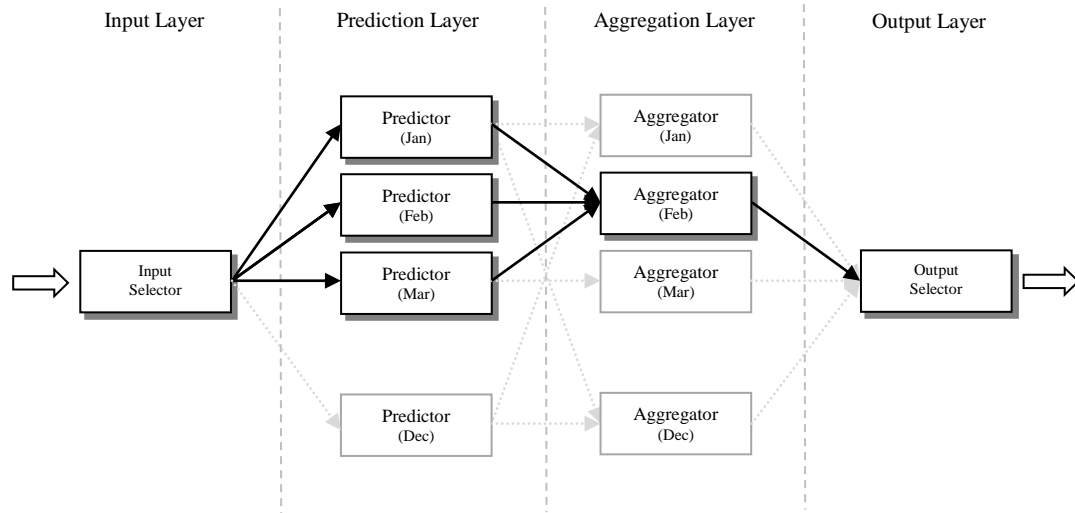 Input Layer
Prediction Layer
Aggregation Layer
Output Layer
Predictor
(Jan)
Aggregator
(Jan)
Predictor
(Feb)
Aggregator
(Feb)
Input
Selector
Predictor
(Mar)
Aggregator
(Mar)
Output
Selector
Predictor
(Dec)
Aggregator
(Dec)